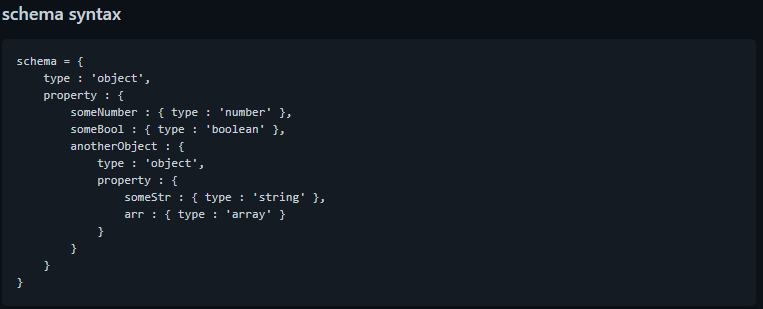 schema syntax
schema = {
    type : 'object',
    property : {
        someNumber : { type : 'number' },
        someBool : { type : 'boolean' },
        anotherObject : {
            type : 'object',
            property : {
                someStr : { type : 'string' },
                arr : { type : 'array' }
            }
        }
    }
}